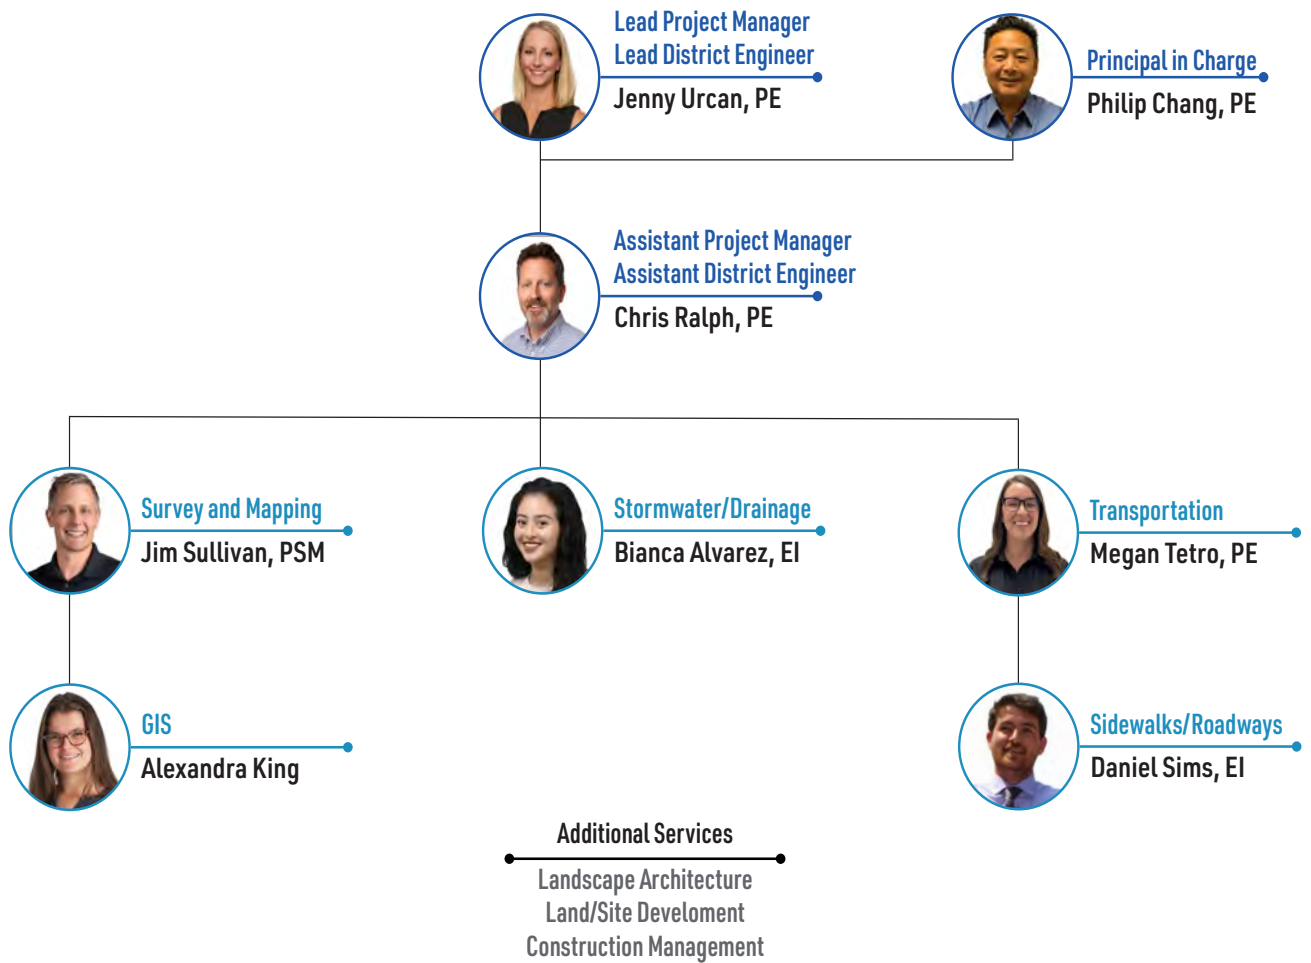 Lead Project Manager
Lead District Engineer
Jenny Urcan, PE
Principal in Charge
Philip Chang, PE
Assistant Project Manager
Assistant District Engineer
Chris Ralph, PE
Survey and Mapping
Jim Sullivan, PSM
Stormwater/Drainage
Bianca Alvarez, EI
Transportation
Megan Tetro, PE
GIS
Alexandra King
Sidewalks/Roadways
Daniel Sims, EI
Additional Services
Landscape Architecture
Land/Site Develoment
Construction Management